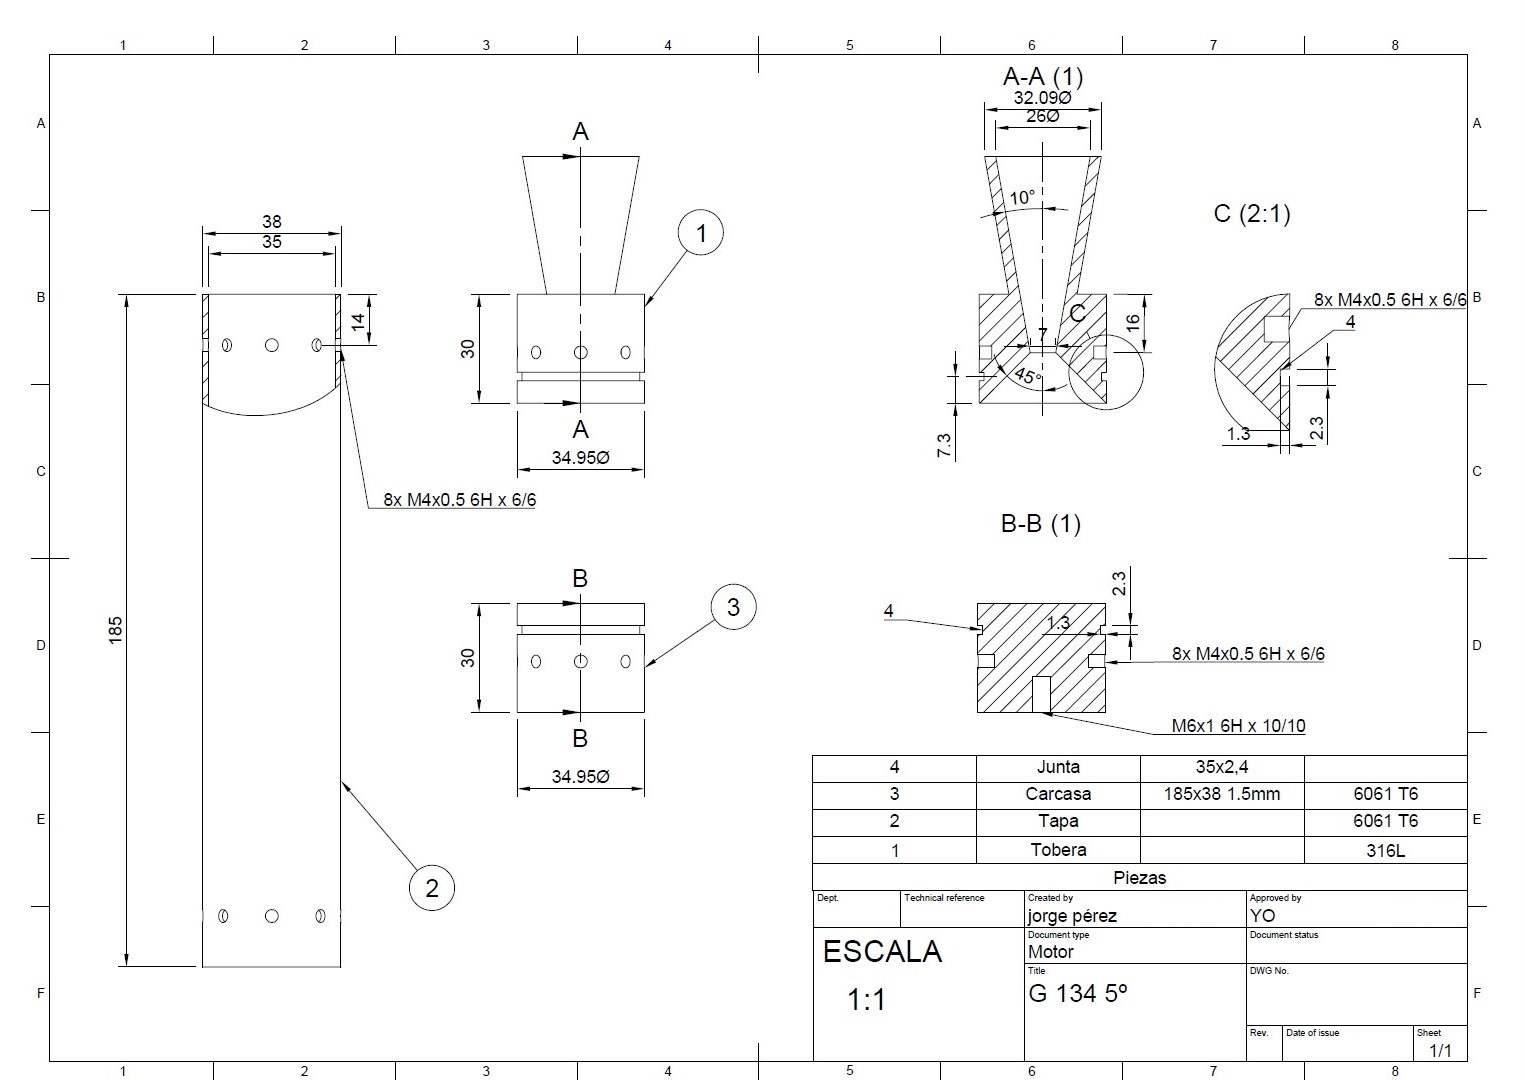 1 2 3 4 5 6 7 8
A A
B B
C C
D D
E E
F F
38
35
14
185
8x M4x0.5 6H x 6/6
2
A
1
30
A
34.95Ø
B
3
30
B
34.95Ø
A-A (1)
32.09Ø
26Ø
10°
C
7
16
45°
7.3
C (2:1)
8x M4x0.5 6H x 6/6
4
1.3
2.3
B-B (1)
2.3
4
1.3
8x M4x0.5 6H x 6/6
M6x1 6H x 10/10
4 Junta 35x2,4
3 Carcasa 185x38 1.5mm 6061 T6
2 Tapa 6061 T6
1 Tobera 316L
Piezas
Dept. Technical reference Created by Approved by
jorge pérez YO
Document type Document status
ESCALA Motor
Title DWG No.
1:1 G 134 5º
Rev. Date of issue Sheet
1/1
1 2 3 4 5 6 7 8